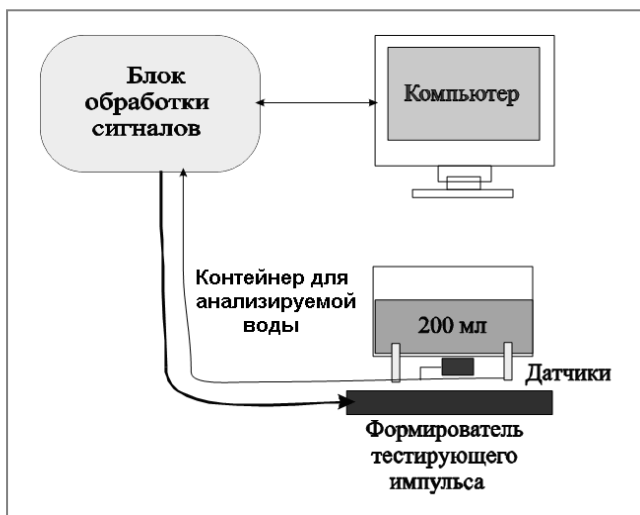 Блок
обработки
сигналов
Компьютер
Контейнер для
анализируемой
воды
200 мл
Датчики
Формирователь
тестирующего
импульса